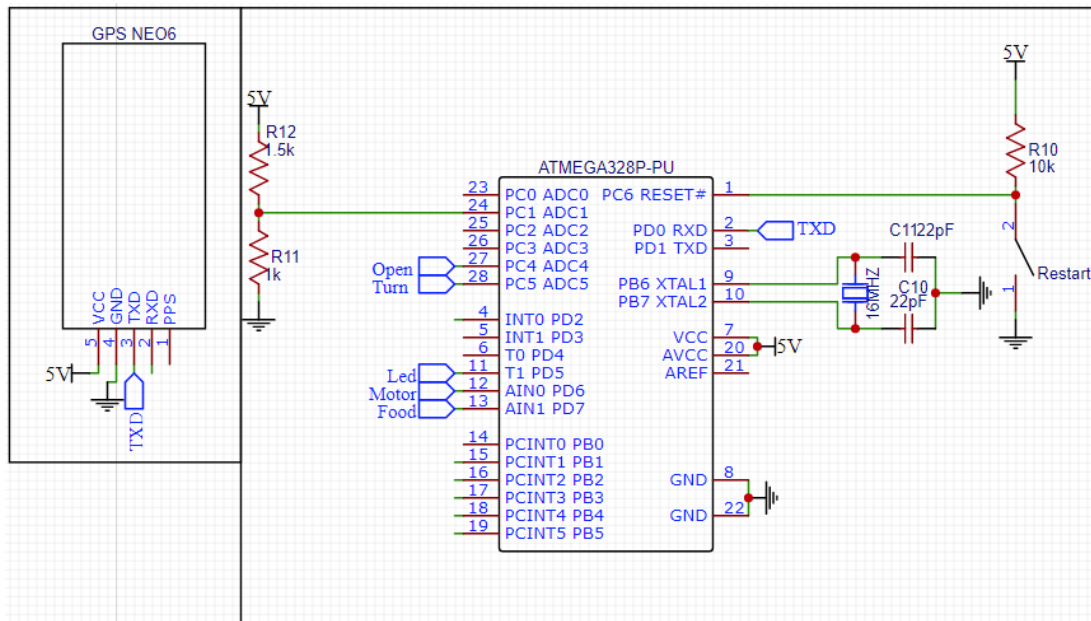 GPS NEO6
VCC
GND
TXD
RXD
PPS
5
4
3
2
1
5V
TXD
5V
R12
1.5k
R11
1k
ATMEGA328P-PU
23 PC0 ADC0
24 PC1 ADC1
25 PC2 ADC2
26 PC3 ADC3
Open 27 PC4 ADC4
Turn 28 PC5 ADC5
4 INT0 PD2
5 INT1 PD3
6 T0 PD4
Led 11 T1 PD5
Motor 12 AIN0 PD6
Food 13 AIN1 PD7
14 PCINT0 PB0
15 PCINT1 PB1
16 PCINT2 PB2
17 PCINT3 PB3
18 PCINT4 PB4
19 PCINT5 PB5
PC6 RESET# 1
PD0 RXD 2 TXD
PD1 TXD 3
PB6 XTAL1 9
PB7 XTAL2 10
VCC 7
AVCC 20 5V
AREF 21
GND 8
GND 22
16MHZ
C1122pF
C10
22pF
5V
R10
10k
2
Restart
1